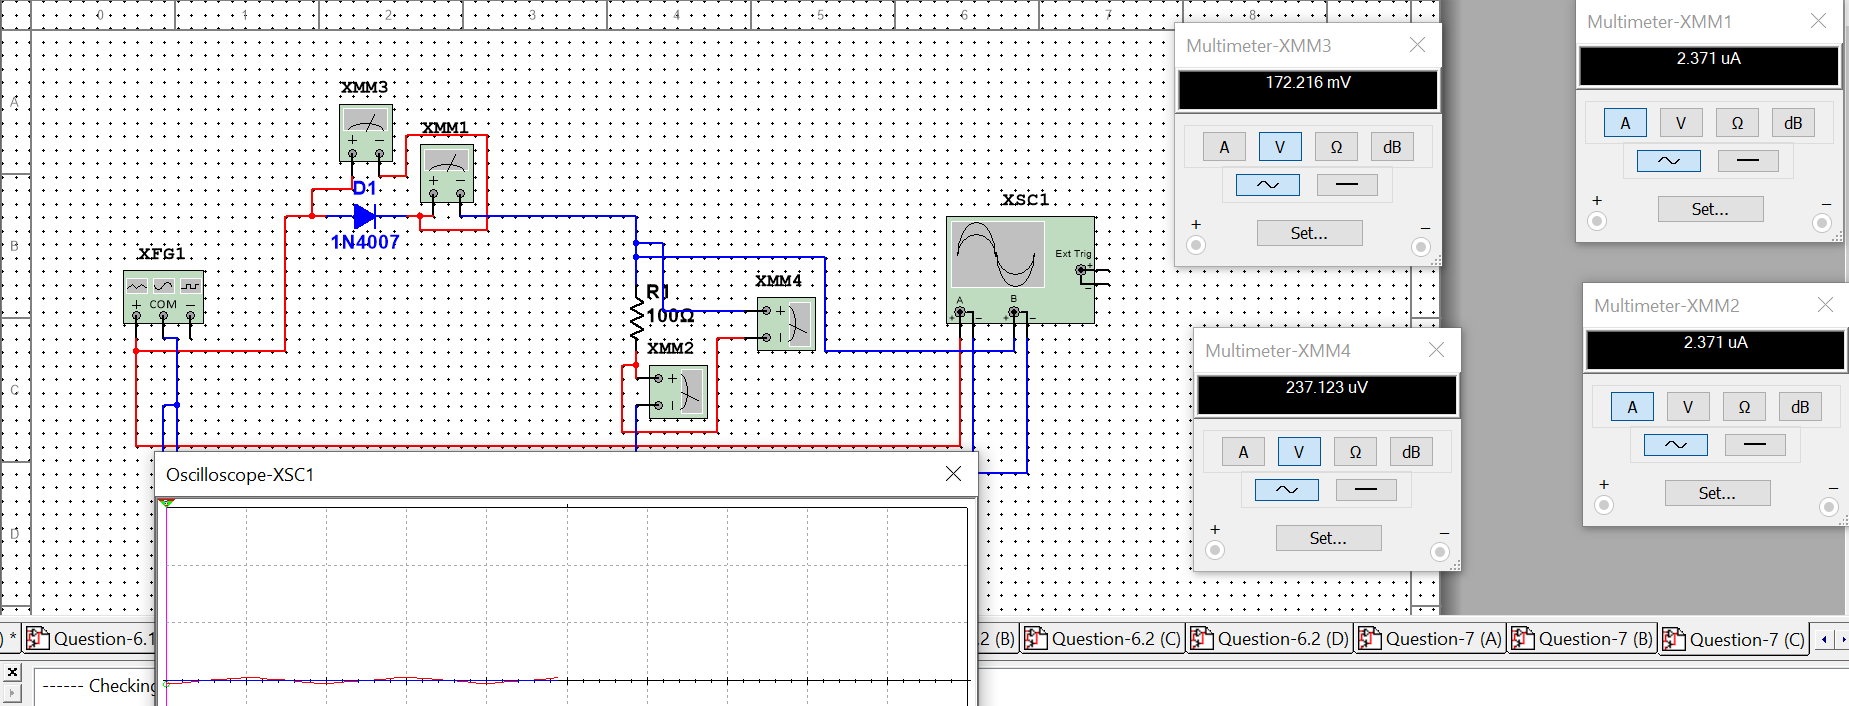 0 1 2 3 4 5 6 7 8
A
B
C
D
XMM3
+ −
XMM1
+ −
D1
1N4007
XFG1
+ COM −
R1
100Ω
XMM4
+
XMM2
+
XSC1
Ext Trig
+
−
A
B
+ − + −
Multimeter-XMM3
172.216 mV
A V Ω dB
Set...
+ −
Multimeter-XMM1
2.371 uA
A V Ω dB
Set...
+ −
Multimeter-XMM4
237.123 uV
A V Ω dB
Set...
+ −
Multimeter-XMM2
2.371 uA
A V Ω dB
Set...
+ −
Oscilloscope-XSC1
) * Question-6.1
.2 (B) Question-6.2 (C) Question-6.2 (D) Question-7 (A) Question-7 (B) Question-7 (C)
------ Checking